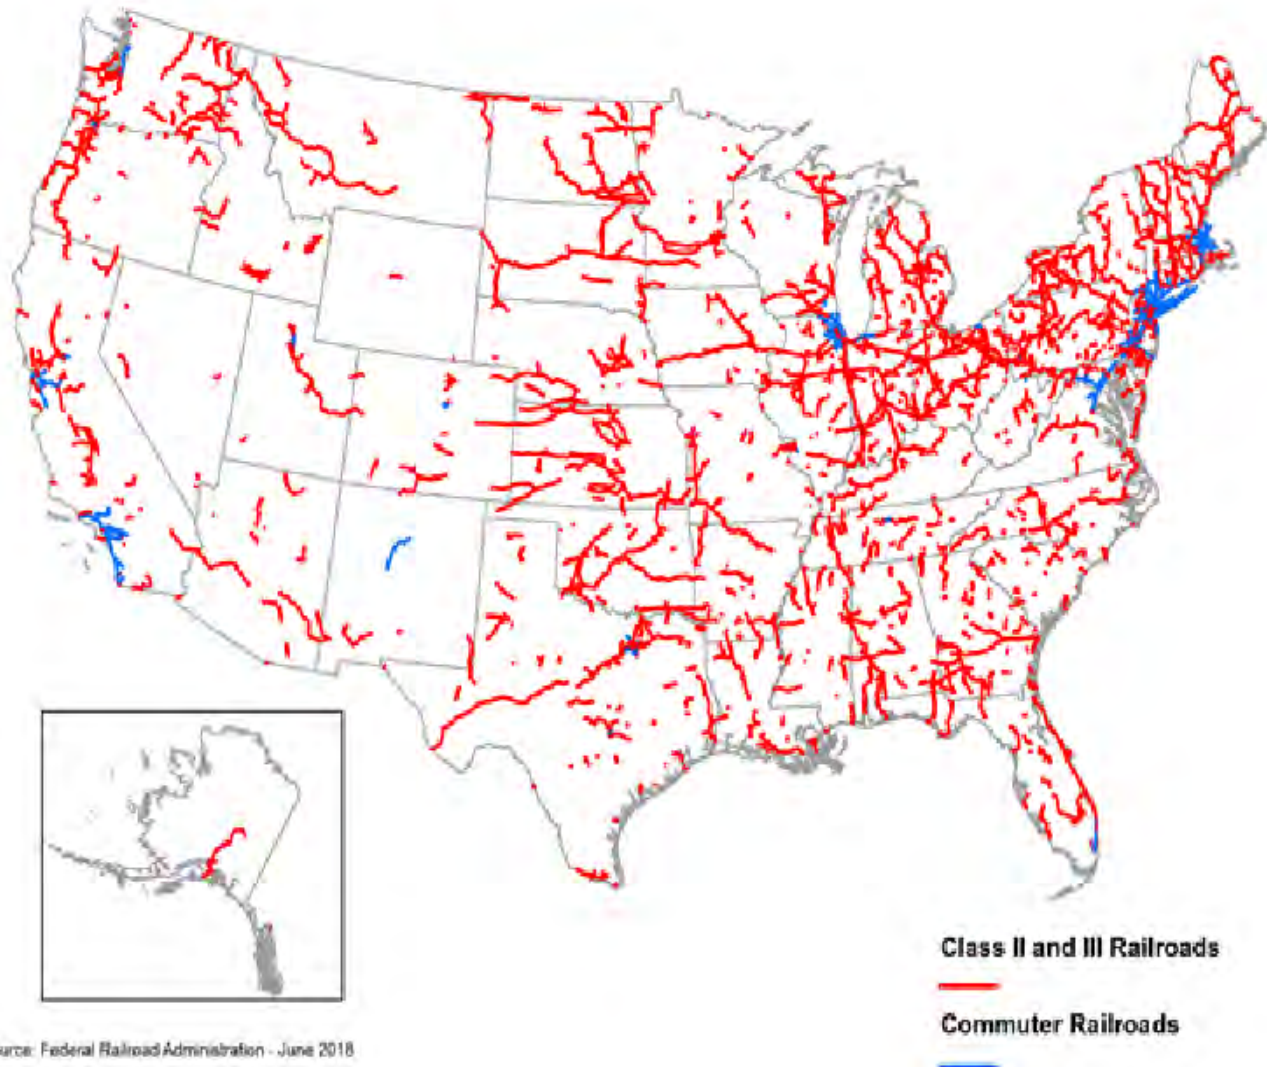 Class II and III Railroads
Commuter Railroads
urce: Federal Railroad Administration - June 2018